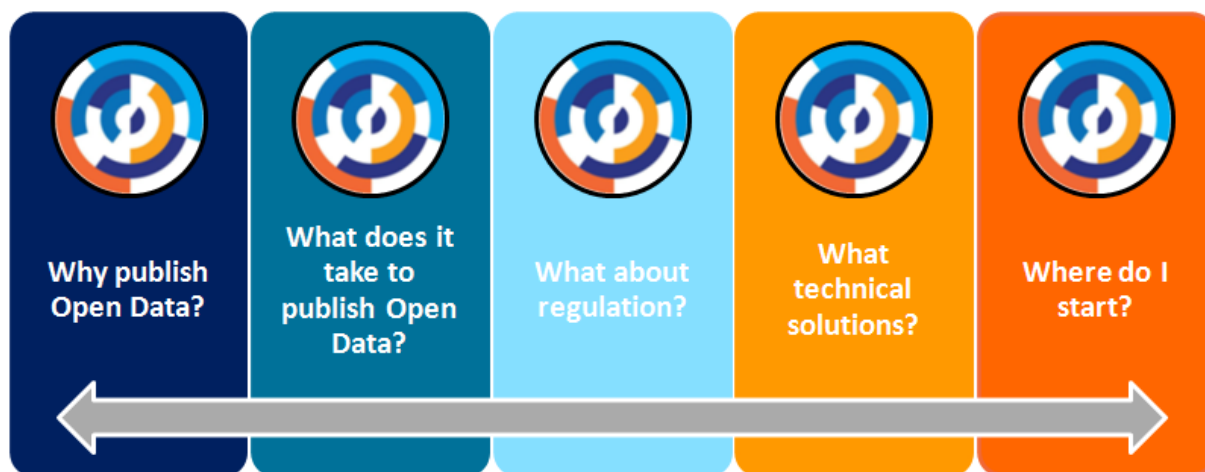 Why publish
Open Data?
What does it
take to
publish Open
Data?
What about
regulation?
What
technical
solutions?
Where do I
start?